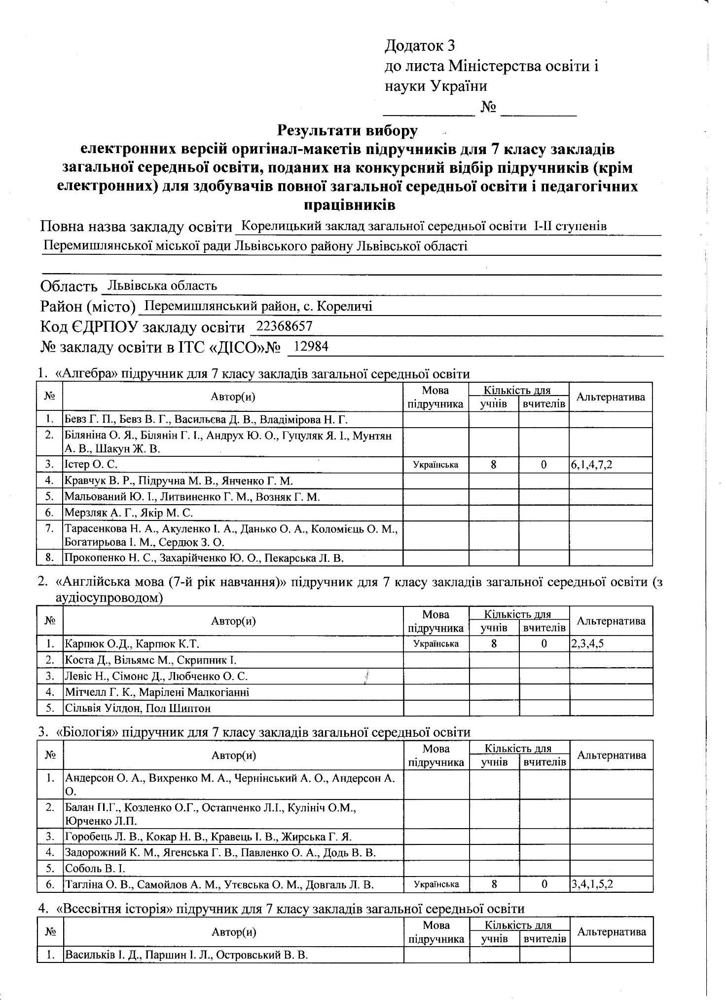 Додаток 3
до листа Міністерства освіти і
науки України
____________ № __________
Результати вибору
електронних версій оригінал-макетів підручників для 7 класу закладів
загальної середньої освіти, поданих на конкурсний відбір підручників (крім
електронних) для здобувачів повної загальної середньої освіти і педагогічних
працівників
Повна назва закладу освіти Корелицький заклад загальної середньої освіти І-ІІ ступенів
Перемишлянської міської ради Львівського району Львівської області
Область Львівська область
Район (місто) Перемишлянський район, с. Кореличі
Код ЄДРПОУ закладу освіти 22368657
№ закладу освіти в ІТС «ДІСО»№ 12984
1. «Алгебра» підручник для 7 класу закладів загальної середньої освіти
№ Автор(и) Мова підручника Кількість для учнів вчителів Альтернатива
1. Бевз Г. П., Бевз В. Г., Васильєва Д. В., Владімірова Н. Г.
2. Біляніна О. Я., Білянін Г. І., Андрух Ю. О., Гуцуляк Я. І., Мунтян
А. В., Шакун Ж. В.
3. Істер О. С. Українська 8 0 6,1,4,7,2
4. Кравчук В. Р., Підручна М. В., Янченко Г. М.
5. Мальований Ю. І., Литвиненко Г. М., Возняк Г. М.
6. Мерзляк А. Г., Якір М. С.
7. Тарасенкова Н. А., Акуленко І. А., Данько О. А., Коломієць О. М.,
Богатирьова І. М., Сердюк З. О.
8. Прокопенко Н. С., Захарійченко Ю. О., Пекарська Л. В.
2. «Англійська мова (7-й рік навчання)» підручник для 7 класу закладів загальної середньої освіти (з
аудіосупроводом)
№ Автор(и) Мова підручника Кількість для учнів вчителів Альтернатива
1. Карпюк О.Д., Карпюк К.Т. Українська 8 0 2,3,4,5
2. Коста Д., Вільямс М., Скрипник І.
3. Левіс Н., Сімонс Д., Любченко О. С.
4. Мітчелл Г. К., Марілені Малкогіанні
5. Сільвія Уілдон, Пол Шиптон
3. «Біологія» підручник для 7 класу закладів загальної середньої освіти
№ Автор(и) Мова підручника Кількість для учнів вчителів Альтернатива
1. Андерсон О. А., Вихренко М. А., Чернінський А. О., Андерсон А.
О.
2. Балан П.Г., Козленко О.Г., Остапченко Л.І., Кулініч О.М.,
Юрченко Л.П.
3. Горобець Л. В., Кокар Н. В., Кравець І. В., Жирська Г. Я.
4. Задорожний К. М., Ягенська Г. В., Павленко О. А., Додь В. В.
5. Соболь В. І.
6. Тагліна О. В., Самойлов А. М., Утєвська О. М., Довгаль Л. В. Українська 8 0 3,4,1,5,2
4. «Всесвітня історія» підручник для 7 класу закладів загальної середньої освіти
№ Автор(и) Мова підручника Кількість для учнів вчителів Альтернатива
1. Васильків І. Д., Паршин І. Л., Островський В. В.